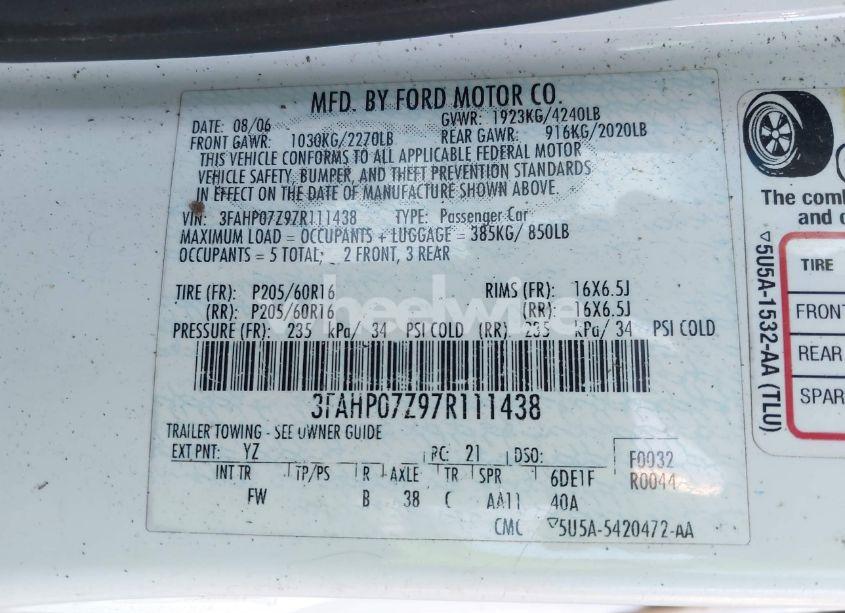 MFD. BY FORD MOTOR CO.
DATE: 08/06 GVWR: 1923KG/4240LB
FRONT GAWR: 1030KG/2270LB REAR GAWR: 916KG/2020LB
THIS VEHICLE CONFORMS TO ALL APPLICABLE FEDERAL MOTOR
VEHICLE SAFETY, BUMPER, AND THEFT PREVENTION STANDARDS
IN EFFECT ON THE DATE OF MANUFACTURE SHOWN ABOVE.
VIN: 3FAHP07Z97R111438 TYPE: Passenger Car
MAXIMUM LOAD = OCCUPANTS + LUGGAGE = 385KG/ 850LB
OCCUPANTS = 5 TOTAL; 2 FRONT, 3 REAR
TIRE (FR): P205/60R16 RIMS (FR): 16X6.5J
(RR): P205/60R16 (RR): 16X6.5J
PRESSURE (FR): 235 kPa/ 34 PSI COLD (RR): 235 kPa/ 34 PSI COLD
wheelwise
3FAHP07Z97R111438
TRAILER TOWING - SEE OWNER GUIDE
EXT PNT: YZ RC: 21 DSO: F0032
INT TR TP/PS R AXLE TR SPR 6DE1F R0044
FW B 38 C AA11 40A
CMC 5U5A-5420472-AA
The comb
and c
5U5A-1532-AA (TLU)
TIRE
FRONT
REAR
SPAR